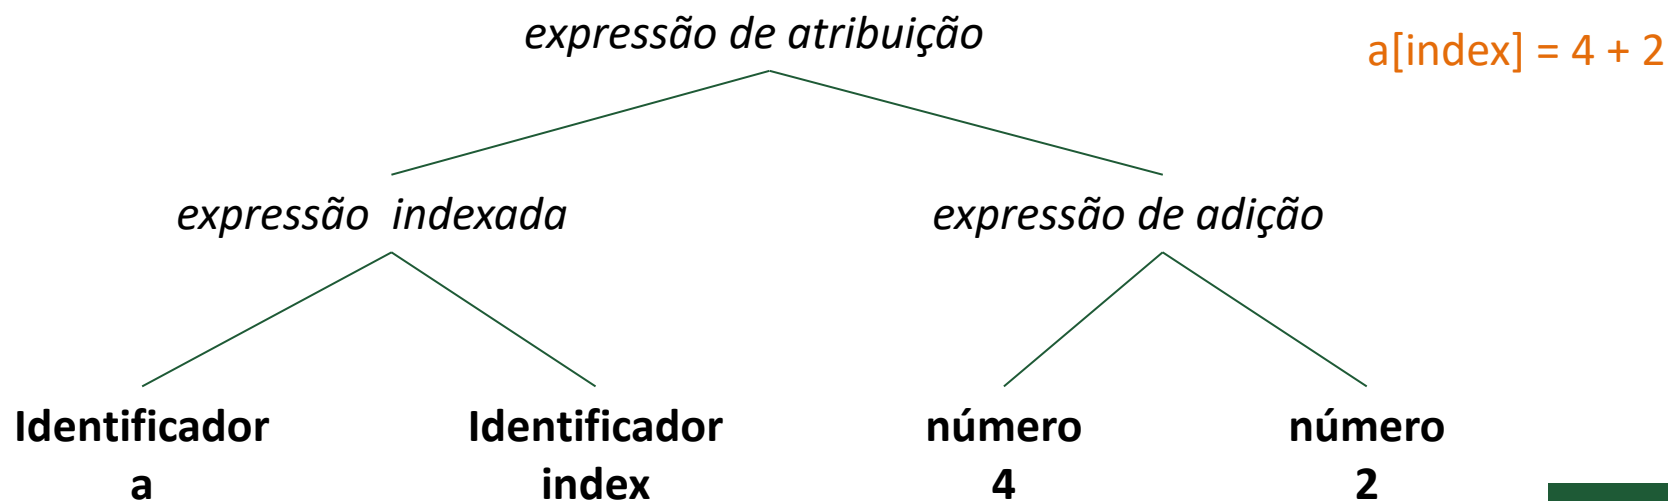 expressão de atribuição
a[index] = 4 + 2
expressão indexada
expressão de adição
Identificador
a
Identificador
index
número
4
número
2